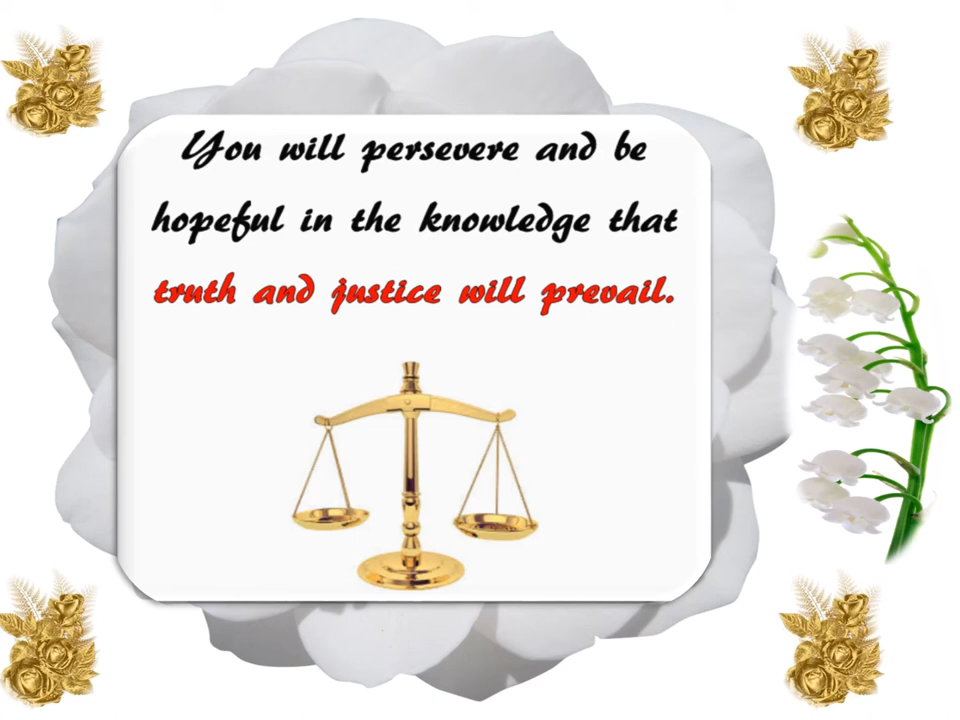 You will persevere and be
hopeful in the knowledge that
truth and justice will prevail.